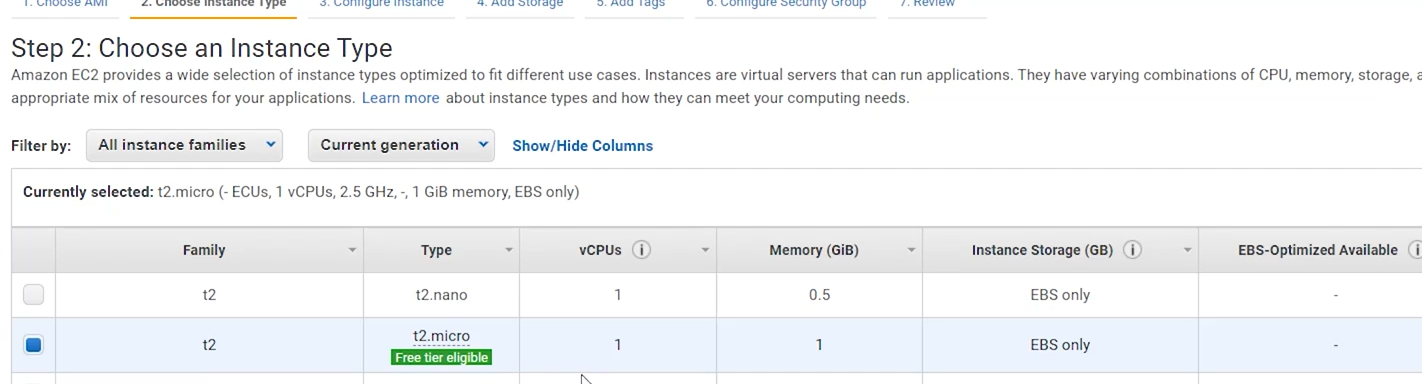 1. Choose AMI 2. Choose Instance Type 3. Configure Instance 4. Add Storage 5. Add Tags 6. Configure Security Group 7. Review
Step 2: Choose an Instance Type
Amazon EC2 provides a wide selection of instance types optimized to fit different use cases. Instances are virtual servers that can run applications. They have varying combinations of CPU, memory, storage, a
appropriate mix of resources for your applications. Learn more about instance types and how they can meet your computing needs.
Filter by: All instance families Current generation Show/Hide Columns
Currently selected: t2.micro (- ECUs, 1 vCPUs, 2.5 GHz, -, 1 GiB memory, EBS only)
Family Type vCPUs i Memory (GiB) Instance Storage (GB) i EBS-Optimized Available i
t2 t2.nano 1 0.5 EBS only -
t2 t2.micro 1 1 EBS only -
Free tier eligible